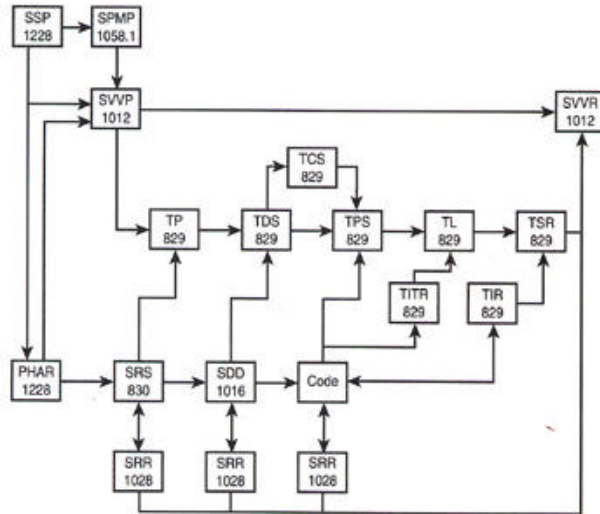 SSP
1228
SPMP
1058.1
SVVP
1012
SVVR
1012
TCS
829
TP
829
TDS
829
TPS
829
TL
829
TSR
829
TITR
829
TIR
829
PHAR
1228
SRS
830
SDD
1016
Code
SRR
1028
SRR
1028
SRR
1028